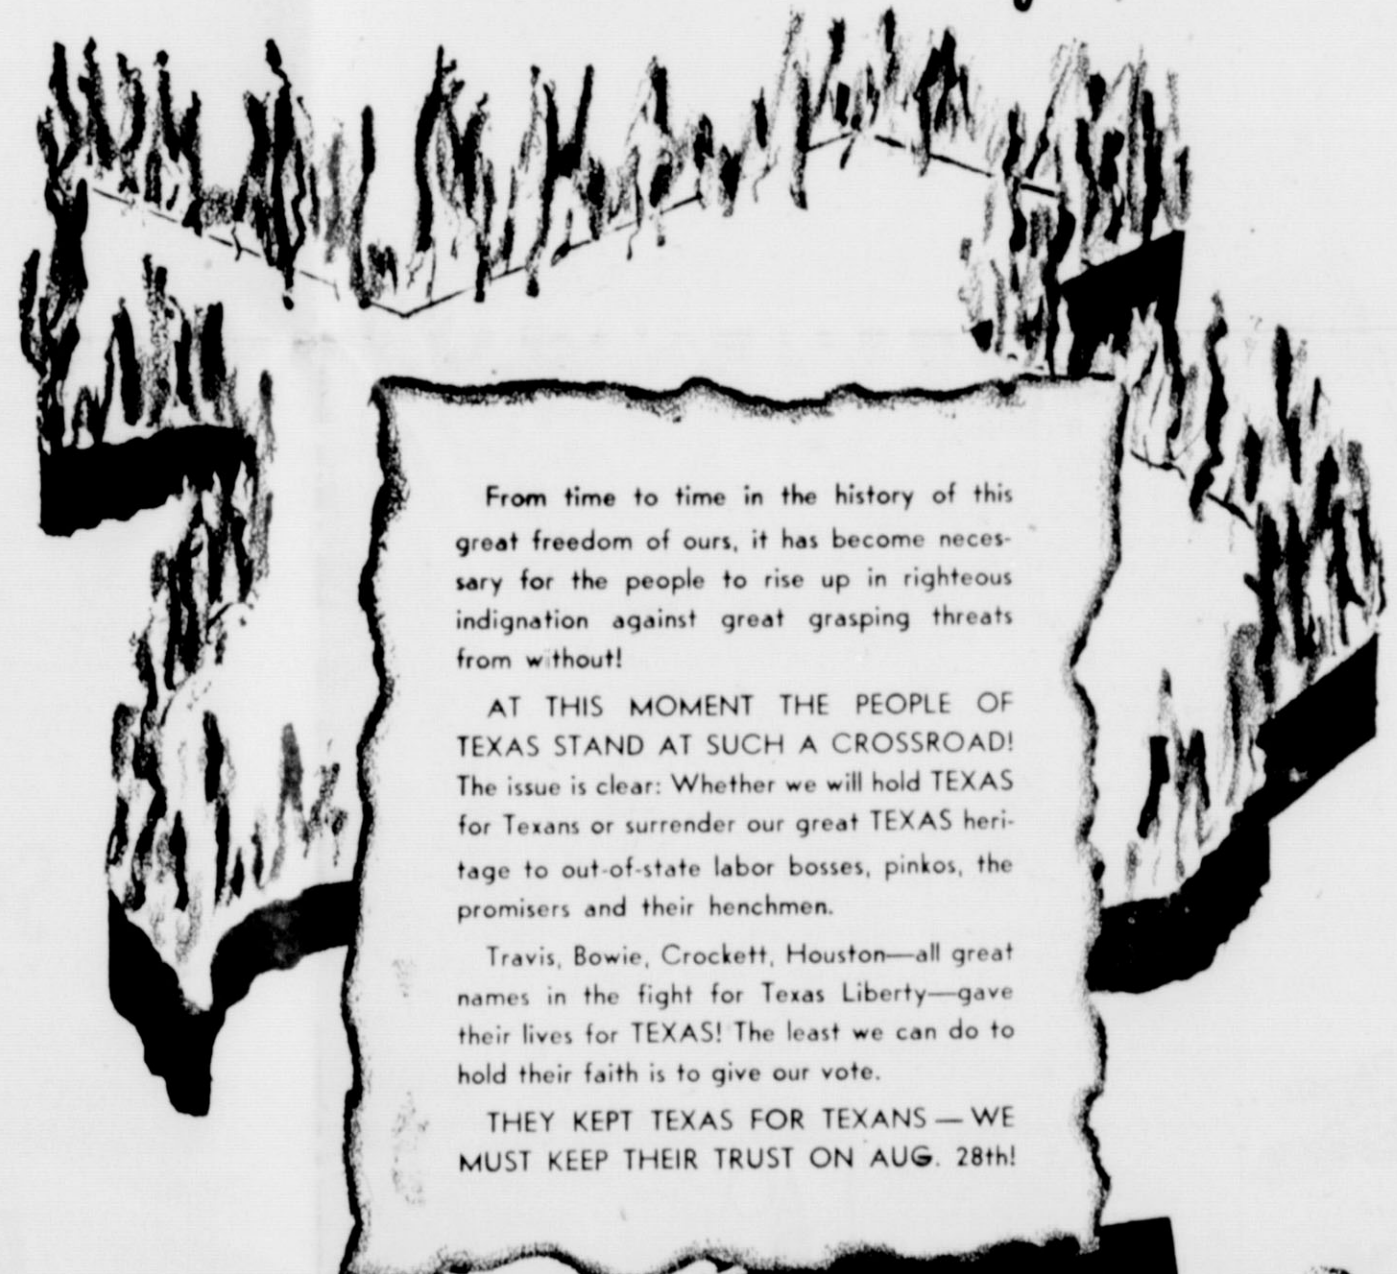 From time to time in the history of this
great freedom of ours, it has become neces-
sary for the people to rise up in righteous
indignation against great grasping threats
from without!
AT THIS MOMENT THE PEOPLE OF
TEXAS STAND AT SUCH A CROSSROAD!
The issue is clear: Whether we will hold TEXAS
for Texans or surrender our great TEXAS heri-
tage to out-of-state labor bosses, pinkos, the
promisers and their henchmen.
Travis, Bowie, Crockett, Houston—all great
names in the fight for Texas Liberty—gave
their lives for TEXAS! The least we can do to
hold their faith is to give our vote.
THEY KEPT TEXAS FOR TEXANS — WE
MUST KEEP THEIR TRUST ON AUG. 28th!